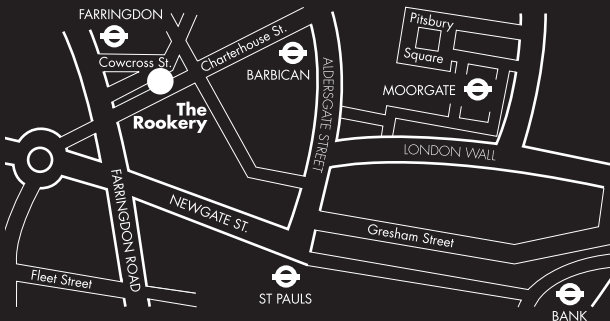 FARRINGDON
Pitsbury
Square
Charterhouse St.
Cowcross St.
BARBICAN
MOORGATE
The
Rookery
ALDERSGATE STREET
LONDON WALL
FARRINGDON ROAD
NEWGATE ST.
Gresham Street
Fleet Street
ST PAULS
BANK